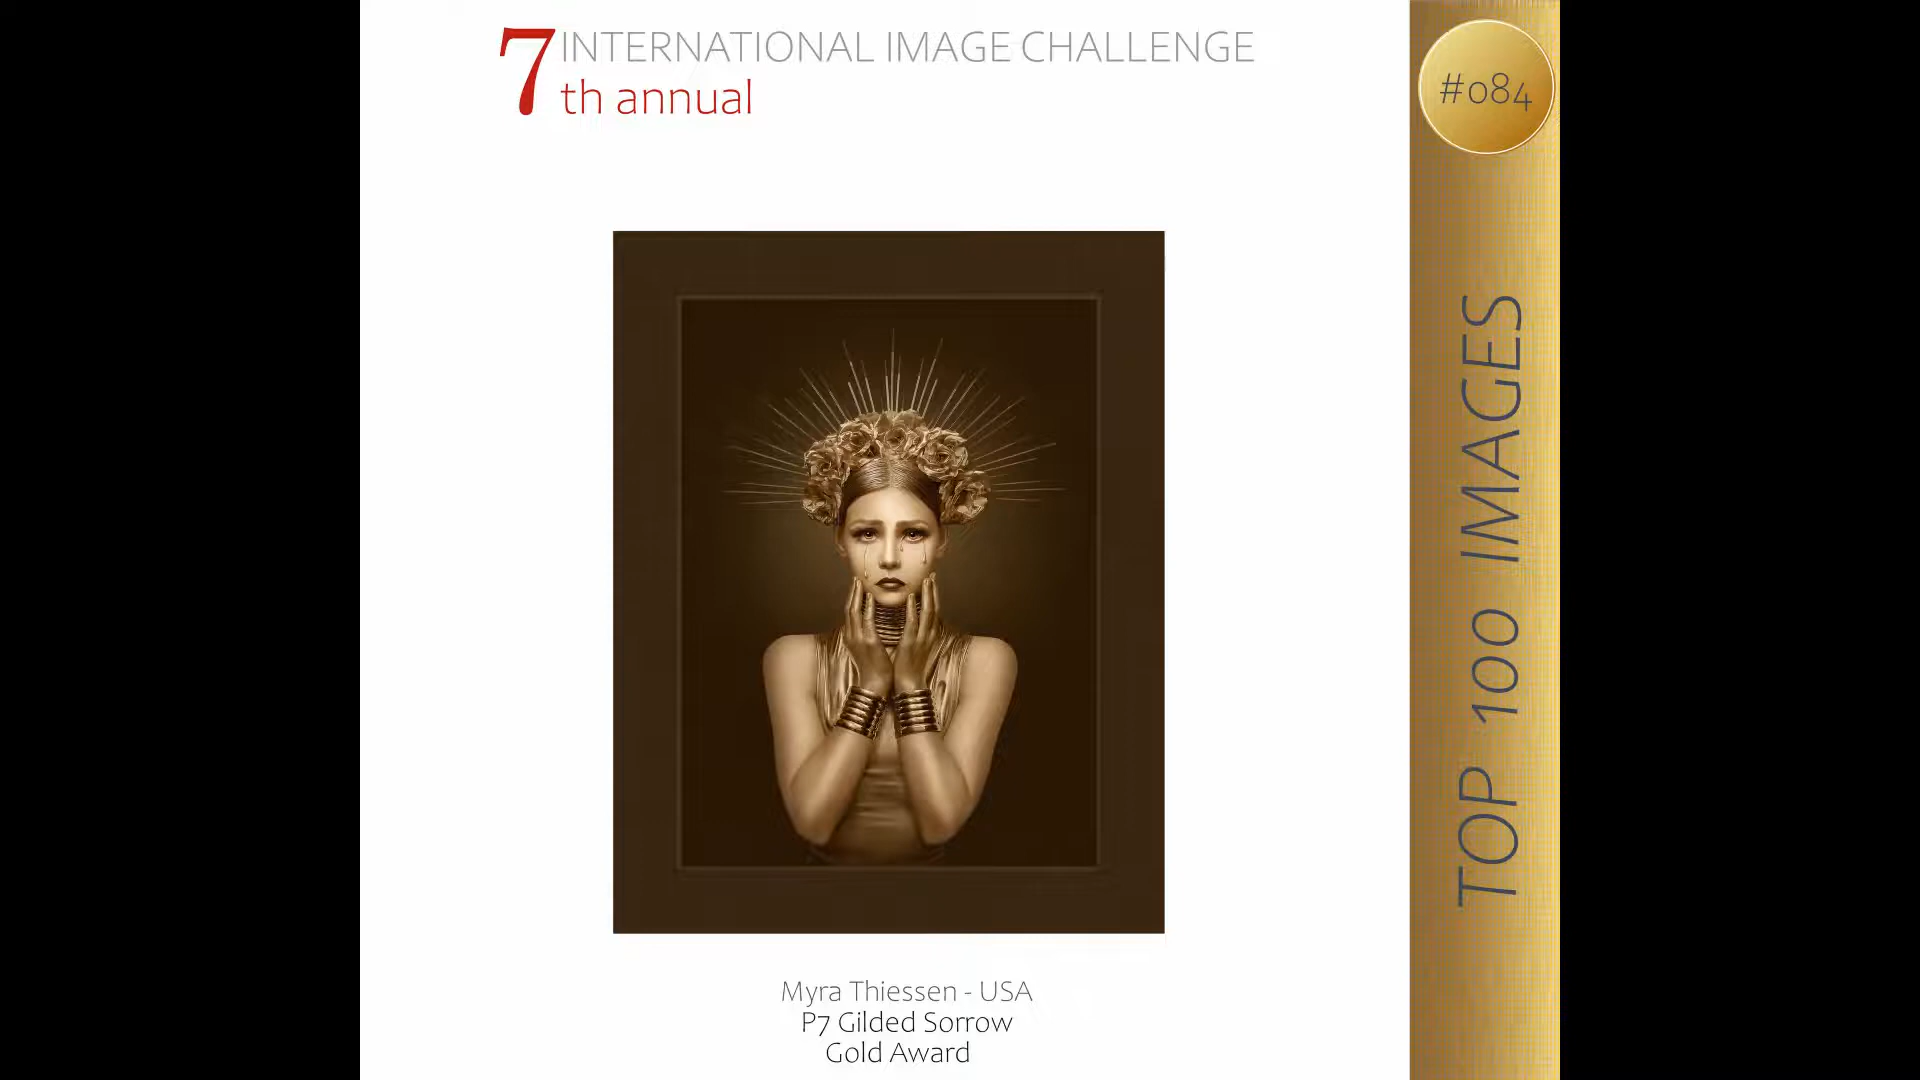 7 INTERNATIONAL IMAGE CHALLENGE
th annual
#084
TOP 100 IMAGES
Myra Thiessen - USA
P7 Gilded Sorrow
Gold Award